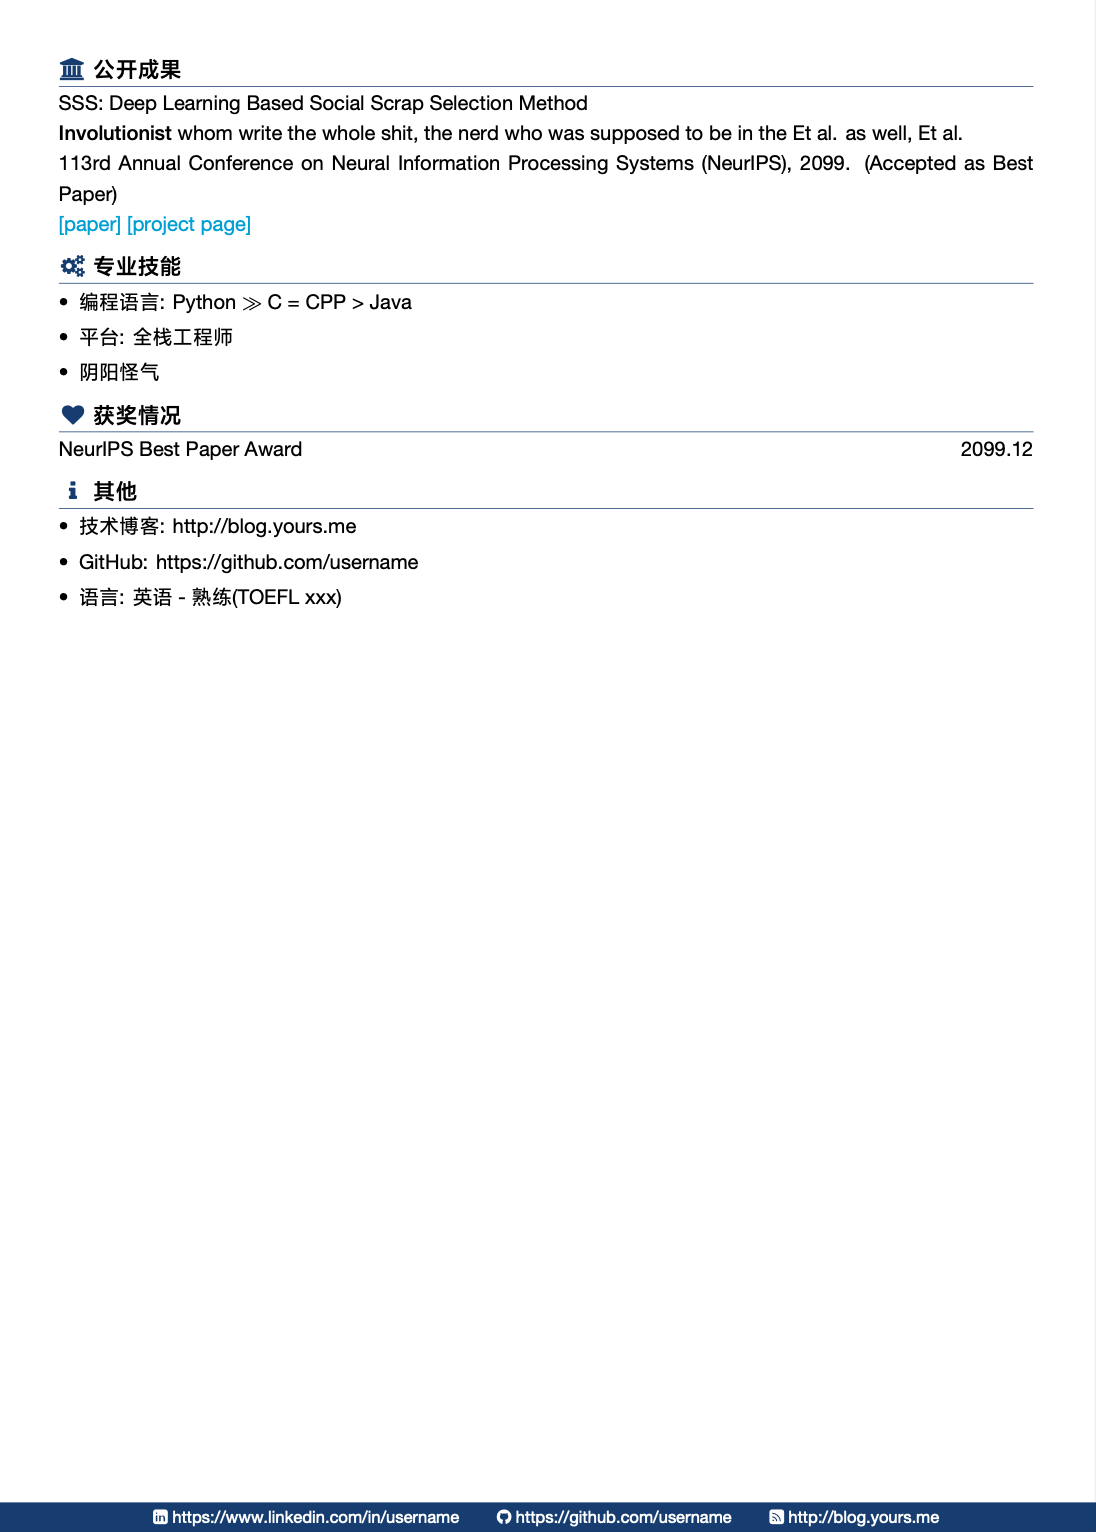 公开成果
SSS: Deep Learning Based Social Scrap Selection Method
Involutionist whom write the whole shit, the nerd who was supposed to be in the Et al. as well, Et al.
113rd Annual Conference on Neural Information Processing Systems (NeurIPS), 2099. (Accepted as Best
Paper)
[paper] [project page]
专业技能
• 编程语言: Python ≫ C = CPP > Java
• 平台: 全栈工程师
• 阴阳怪气
获奖情况
NeurIPS Best Paper Award 2099.12
其他
• 技术博客: http://blog.yours.me
• GitHub: https://github.com/username
• 语言: 英语 - 熟练(TOEFL xxx)
https://www.linkedin.com/in/username https://github.com/username http://blog.yours.me